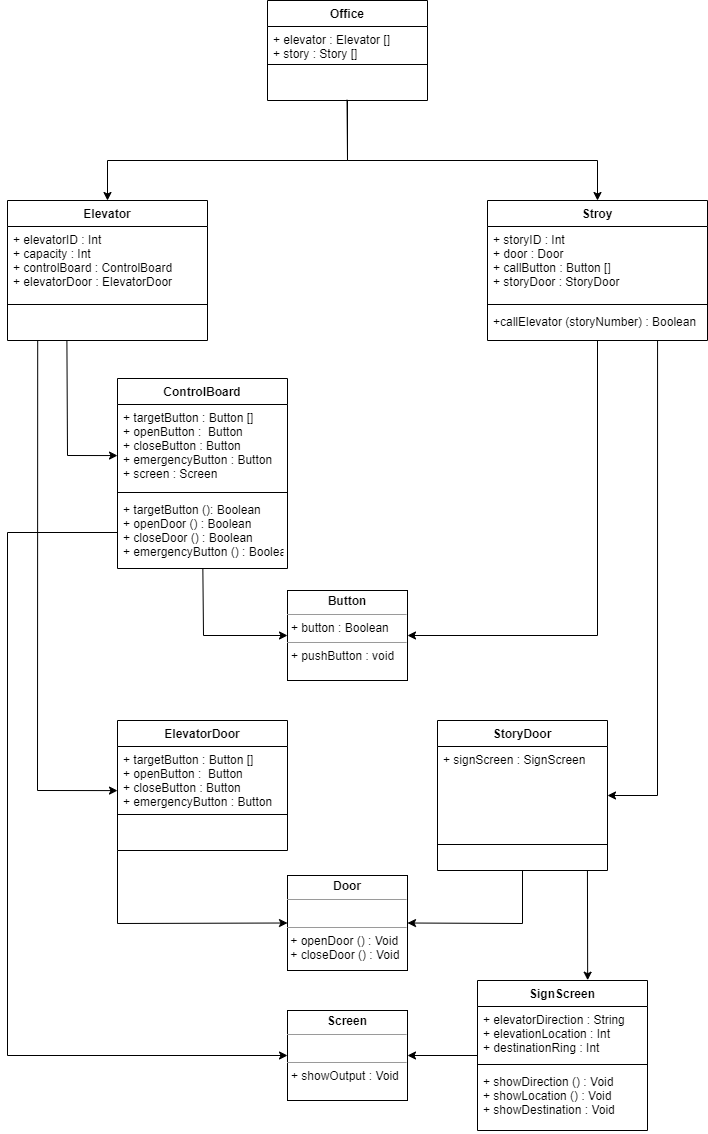 Office
+ elevator : Elevator []
+ story : Story []
Elevator
+ elevatorID : Int
+ capacity : Int
+ controlBoard : ControlBoard
+ elevatorDoor : ElevatorDoor
Stroy
+ storyID : Int
+ door : Door
+ callButton : Button []
+ storyDoor : StoryDoor
+callElevator (storyNumber) : Boolean
ControlBoard
+ targetButton : Button []
+ openButton :  Button
+ closeButton : Button
+ emergencyButton : Button
+ screen : Screen
+ targetButton (): Boolean
+ openDoor () : Boolean
+ closeDoor () : Boolean
+ emergencyButton () : Boolea
Button
+ button : Boolean
+ pushButton : void
ElevatorDoor
+ targetButton : Button []
+ openButton :  Button
+ closeButton : Button
+ emergencyButton : Button
StoryDoor
+ signScreen : SignScreen
Door
+ openDoor () : Void
+ closeDoor () : Void
SignScreen
+ elevatorDirection : String
+ elevationLocation : Int
+ destinationRing : Int
+ showDirection () : Void
+ showLocation () : Void
+ showDestination : Void
Screen
+ showOutput : Void